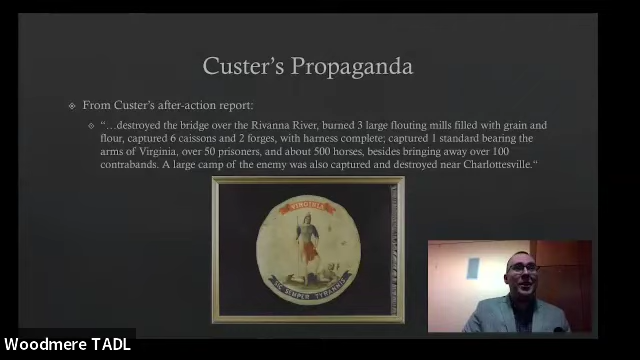 Custer's Propaganda
From Custer's after-action report:
"…destroyed the bridge over the Rivanna River, burned 3 large flouting mills filled with grain and
flour, captured 6 caissons and 2 forges, with harness complete; captured 1 standard bearing the
arms of Virginia, over 50 prisoners, and about 500 horses, besides bringing away over 100
contrabands. A large camp of the enemy was also captured and destroyed near Charlottesville."
VIRGINIA
SIC SEMPER TYRANNIS
Woodmere TADL